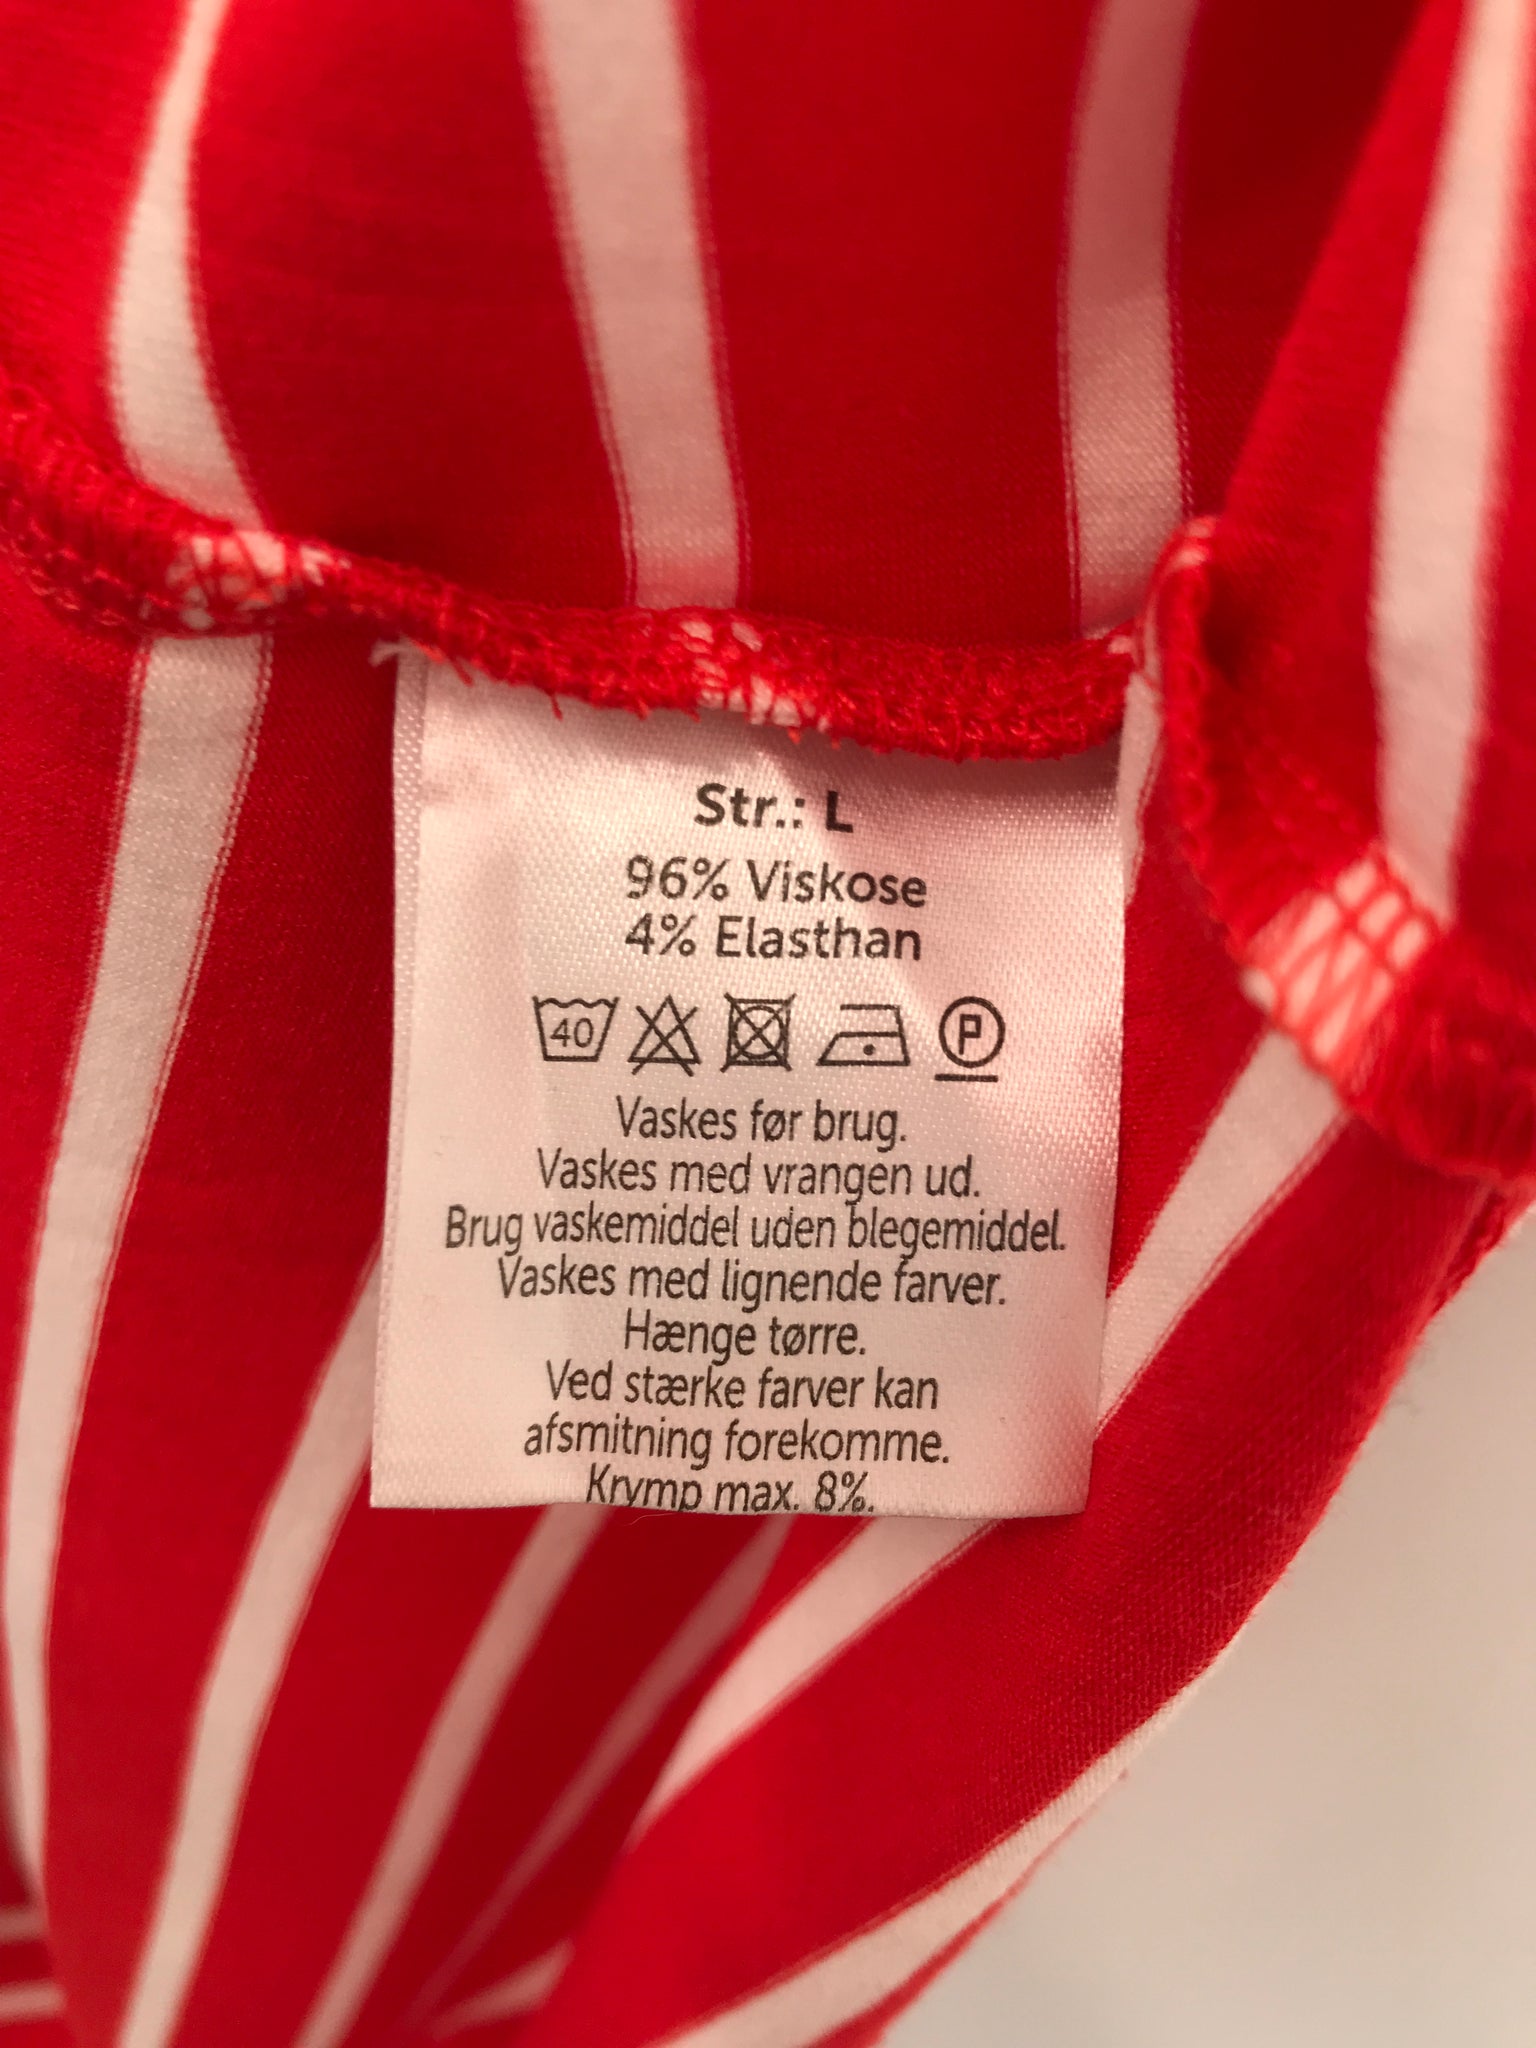 Str.: L
96% Viskose
4% Elasthan
40 P
Vaskes før brug.
Vaskes med vrangen ud.
Brug vaskemiddel uden blegemiddel.
Vaskes med lignende farver.
Hænge tørre.
Ved stærke farver kan
afsmitning forekomme.
Krymp max. 8%.